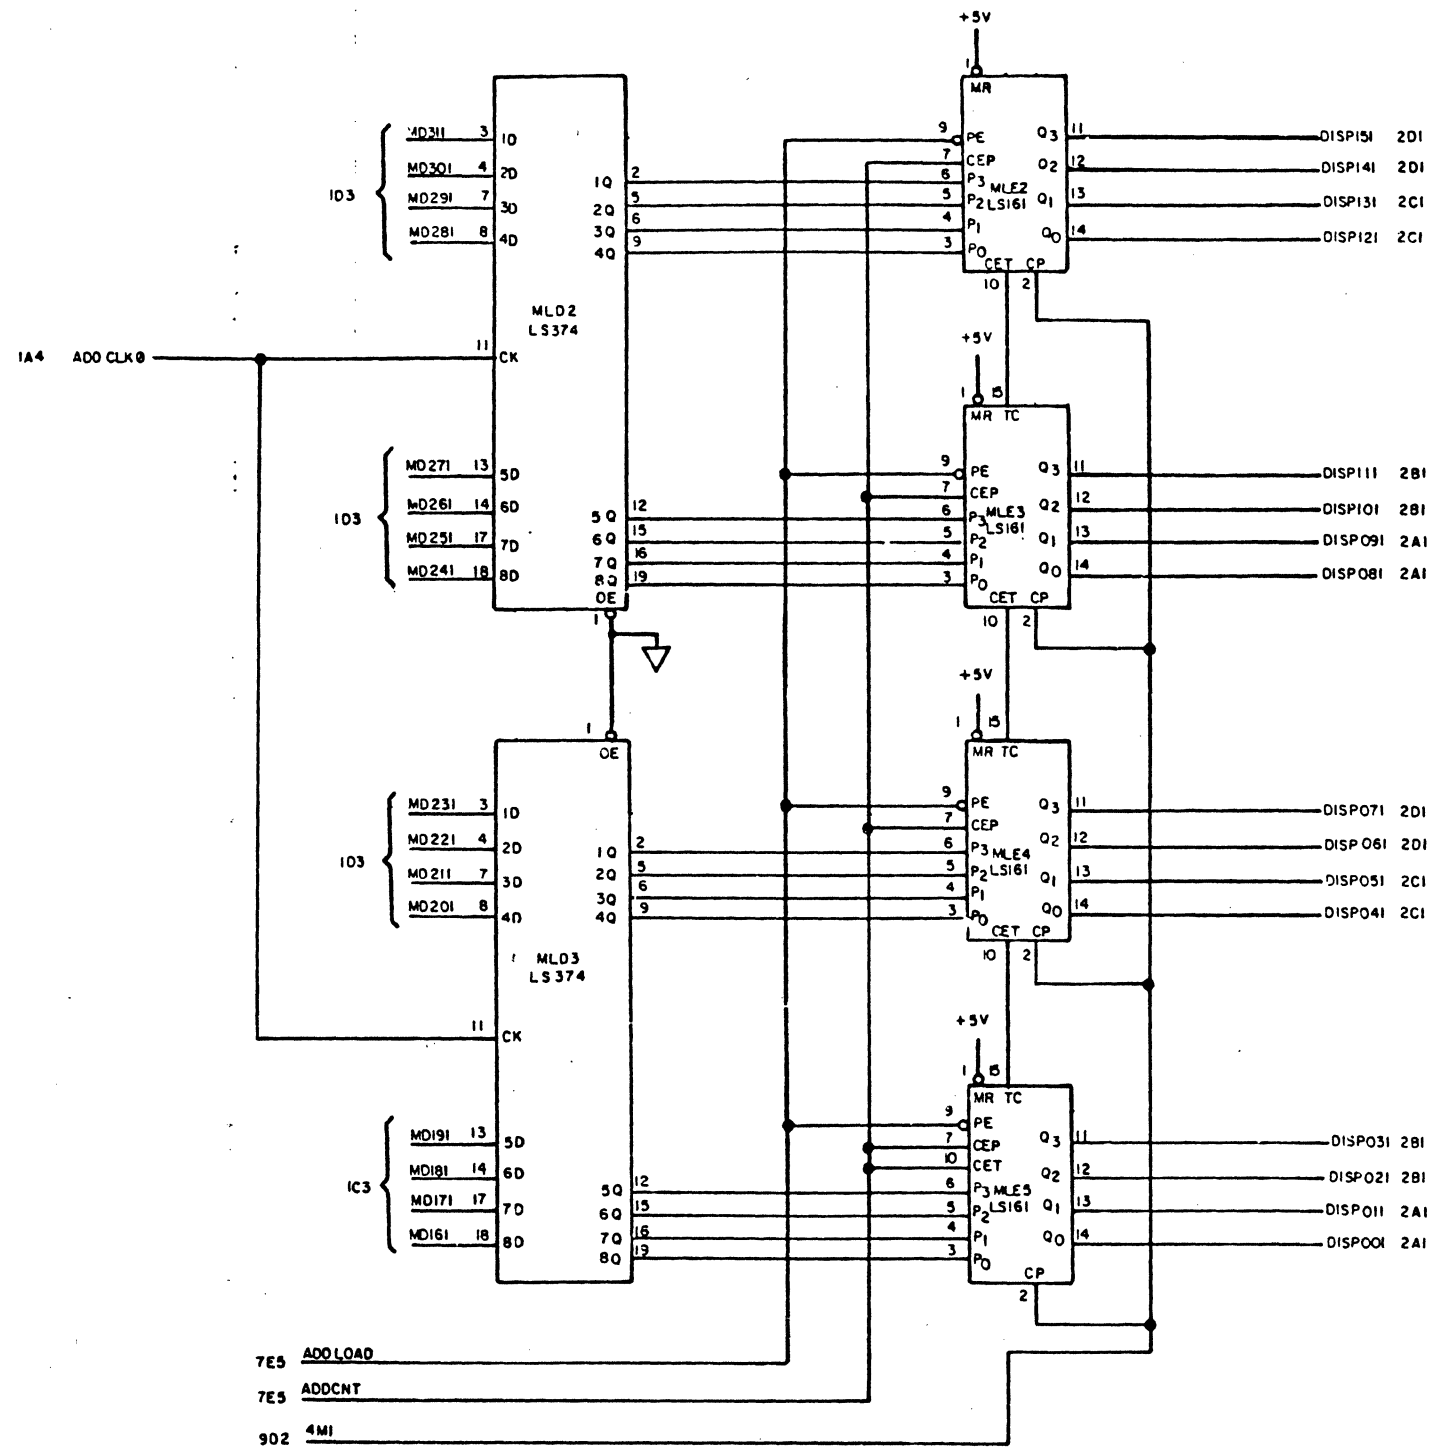 +5V
1
MR
MD311 3 1D
9 PE Q3 11 DISP151 2D1
7 CEP
MD301 4 2D
1Q 2 6 P3 MLE2 Q2 12 DISP141 2D1
1D3
MD291 7 3D
2Q 5 5 P2 LS161 Q1 13 DISP131 2C1
3Q 6 4 P1
MD281 8 4D
4Q 9 3 P0 Q0 14 DISP121 2C1
CET CP
10 2
MLD2
LS374
+5V
1A4 ADD CLK0 11 CK
1 15
MR TC
MD271 13 5D
9 PE Q3 11 DISP111 2B1
7 CEP
MD261 14 6D
5Q 12 6 P3 MLE3 Q2 12 DISP101 2B1
1D3
MD251 17 7D
6Q 15 5 P2 LS161 Q1 13 DISP091 2A1
7Q 16 4 P1
MD241 18 8D
8Q 19 3 P0 Q0 14 DISP081 2A1
OE CET CP
1 10 2
+5V
1 1 15
OE MR TC
MD231 3 1D
9 PE Q3 11 DISP071 2D1
7 CEP
MD221 4 2D
1Q 2 6 P3 MLE4 Q2 12 DISP061 2D1
1D3
MD211 7 3D
2Q 5 5 P2 LS161 Q1 13 DISP051 2C1
3Q 6 4 P1
MD201 8 4D
4Q 9 3 P0 Q0 14 DISP041 2C1
CET CP
10 2
MLD3
LS374
+5V
11 CK
1 15
MR TC
MD191 13 5D
9 PE Q3 11 DISP031 2B1
7 CEP
10 CET
MD181 14 6D
5Q 12 6 P3 MLE5 Q2 12 DISP021 2B1
1C3
MD171 17 7D
6Q 15 5 P2 LS161 Q1 13 DISP011 2A1
7Q 16 4 P1
MD161 18 8D
8Q 19 3 P0 Q0 14 DISP001 2A1
CP
2
7E5 ADDLOAD
7E5 ADDCNT
9D2 4M1